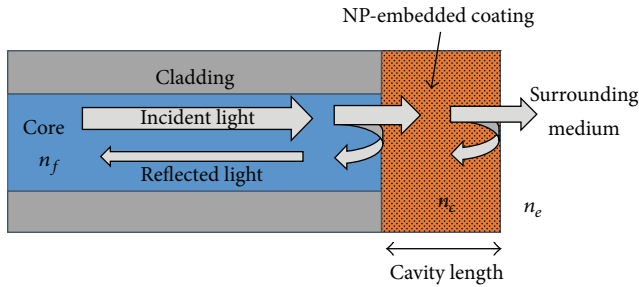 NP-embedded coating
Cladding
Incident light
Core
n_f
Reflected light
Surrounding
medium
n_c
n_e
Cavity length